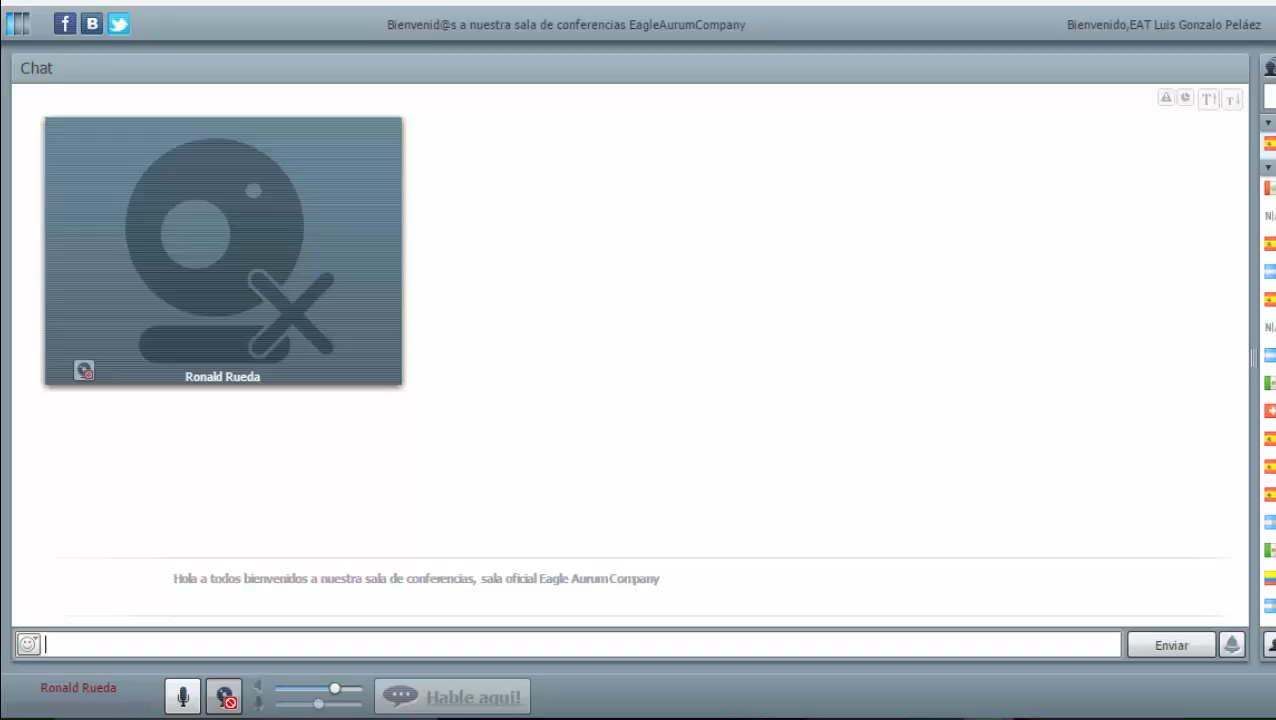 Bienvenid@s a nuestra sala de conferencias EagleAurumCompany
Bienvenido,EAT Luis Gonzalo Peláez
Chat
Ronald Rueda
Hola a todos bienvenidos a nuestra sala de conferencias, sala oficial Eagle Aurum Company
Enviar
Ronald Rueda
Hable aquí!